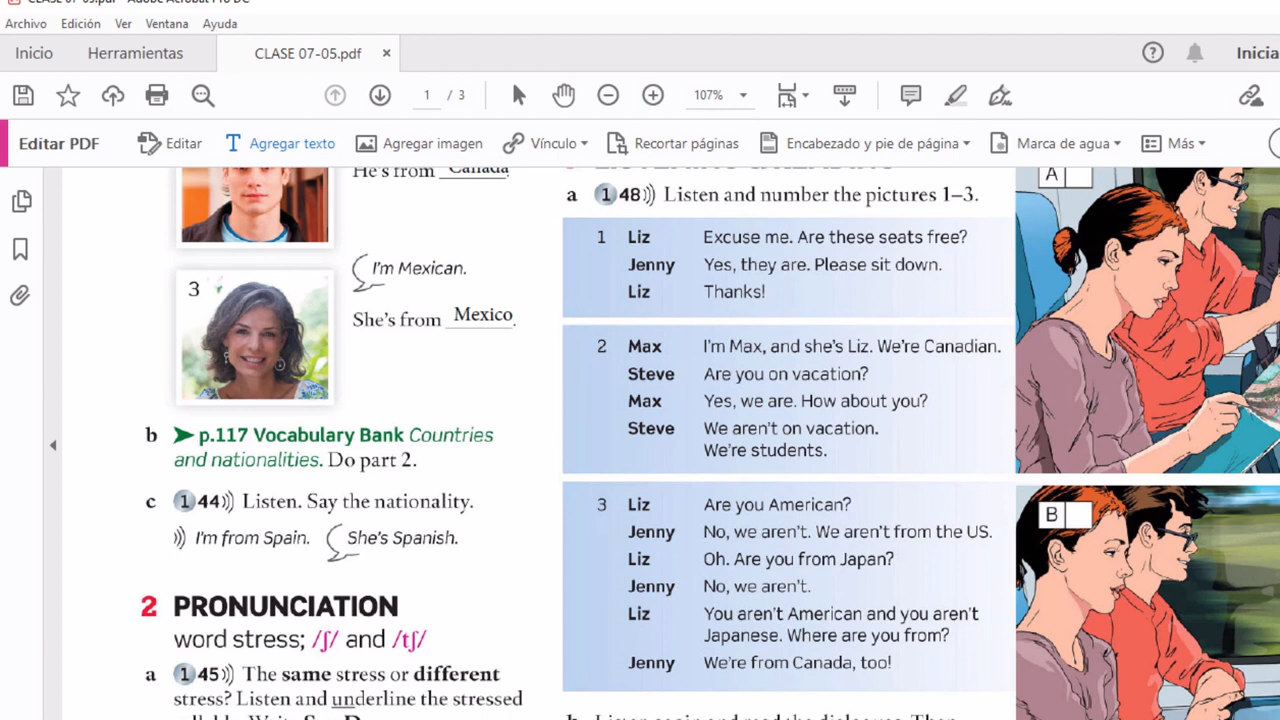 Archivo Edición Ver Ventana Ayuda
Inicio Herramientas CLASE 07-05.pdf × ? Inicia
1 / 3 107%
Editar PDF Editar Agregar texto Agregar imagen Vínculo Recortar páginas Encabezado y pie de página Marca de agua Más
He's from Canada.
3
I'm Mexican.
She's from Mexico.
b p.117 Vocabulary Bank Countries
and nationalities. Do part 2.
c 1 44)) Listen. Say the nationality.
)) I'm from Spain. She's Spanish.
2 PRONUNCIATION
word stress; /ʃ/ and /tʃ/
a 1 45)) The same stress or different
stress? Listen and underline the stressed
a 1 48)) Listen and number the pictures 1–3.
1 Liz Excuse me. Are these seats free?
Jenny Yes, they are. Please sit down.
Liz Thanks!
2 Max I'm Max, and she's Liz. We're Canadian.
Steve Are you on vacation?
Max Yes, we are. How about you?
Steve We aren't on vacation.
We're students.
3 Liz Are you American?
Jenny No, we aren't. We aren't from the US.
Liz Oh. Are you from Japan?
Jenny No, we aren't.
Liz You aren't American and you aren't
Japanese. Where are you from?
Jenny We're from Canada, too!
A
B